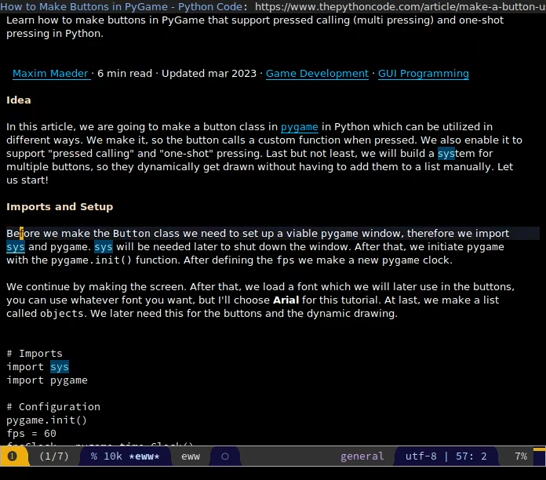 How to Make Buttons in PyGame - Python Code: https://www.thepythoncode.com/article/make-a-button-u
Learn how to make buttons in PyGame that support pressed calling (multi pressing) and one-shot
pressing in Python.
Maxim Maeder · 6 min read · Updated mar 2023 · Game Development · GUI Programming
Idea
In this article, we are going to make a button class in pygame in Python which can be utilized in
different ways. We make it, so the button calls a custom function when pressed. We also enable it to
support "pressed calling" and "one-shot" pressing. Last but not least, we will build a system for
multiple buttons, so they dynamically get drawn without having to add them to a list manually. Let
us start!
Imports and Setup
Before we make the Button class we need to set up a viable pygame window, therefore we import
sys and pygame. sys will be needed later to shut down the window. After that, we initiate pygame
with the pygame.init() function. After defining the fps we make a new pygame clock.
We continue by making the screen. After that, we load a font which we will later use in the buttons,
you can use whatever font you want, but I'll choose Arial for this tutorial. At last, we make a list
called objects. We later need this for the buttons and the dynamic drawing.
# Imports
import sys
import pygame
# Configuration
pygame.init()
fps = 60
fpsClock = pygame.time.Clock()
(1/7) % 10k *eww* eww general utf-8 | 57: 2 7%